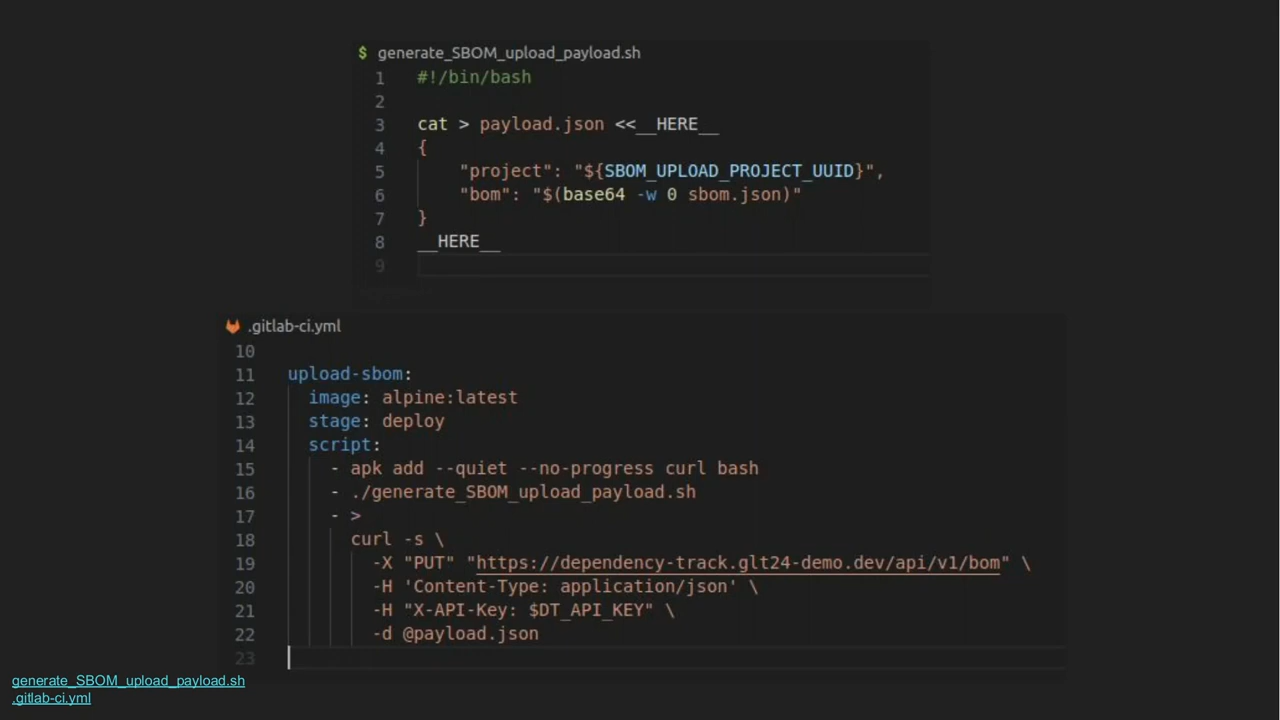 $ generate_SBOM_upload_payload.sh
1 #!/bin/bash
2
3 cat > payload.json <<__HERE__
4 {
5 "project": "${SBOM_UPLOAD_PROJECT_UUID}",
6 "bom": "$(base64 -w 0 sbom.json)"
7 }
8 __HERE__
9
.gitlab-ci.yml
10
11 upload-sbom:
12 image: alpine:latest
13 stage: deploy
14 script:
15 - apk add --quiet --no-progress curl bash
16 - ./generate_SBOM_upload_payload.sh
17 - >
18 curl -s \
19 -X "PUT" "https://dependency-track.glt24-demo.dev/api/v1/bom" \
20 -H 'Content-Type: application/json' \
21 -H "X-API-Key: $DT_API_KEY" \
22 -d @payload.json
23
generate_SBOM_upload_payload.sh
.gitlab-ci.yml